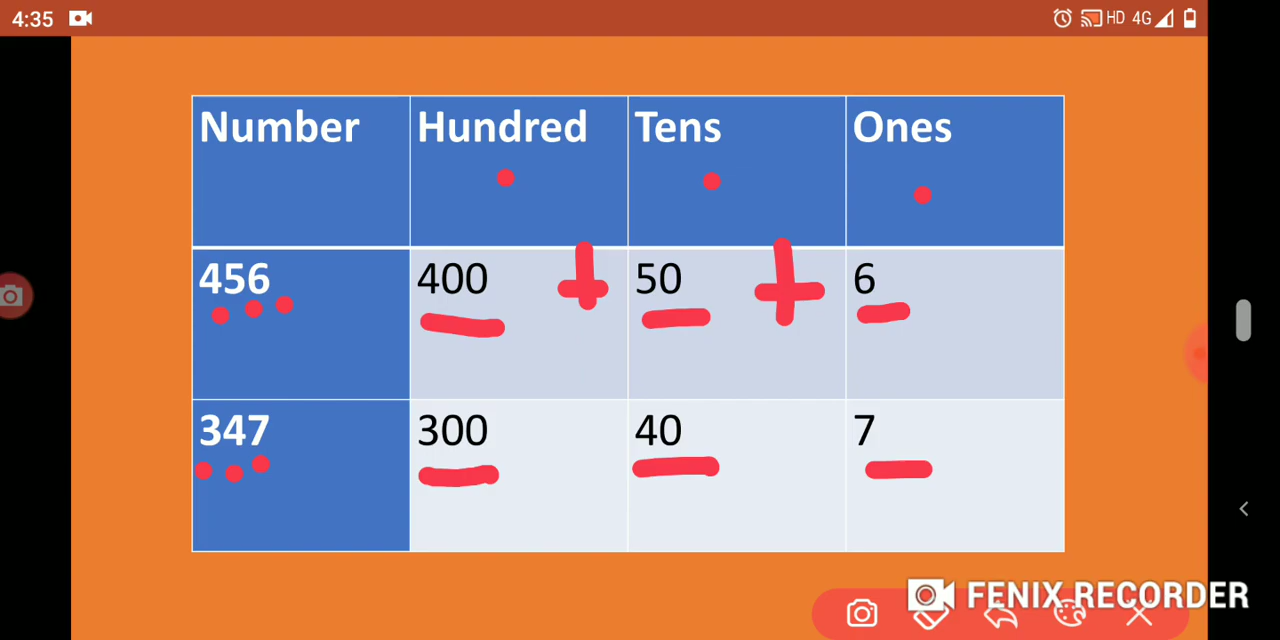 4:35 HD 4G
Number Hundred Tens Ones
456 400 + 50 + 6
347 300 40 7
FENIX RECORDER